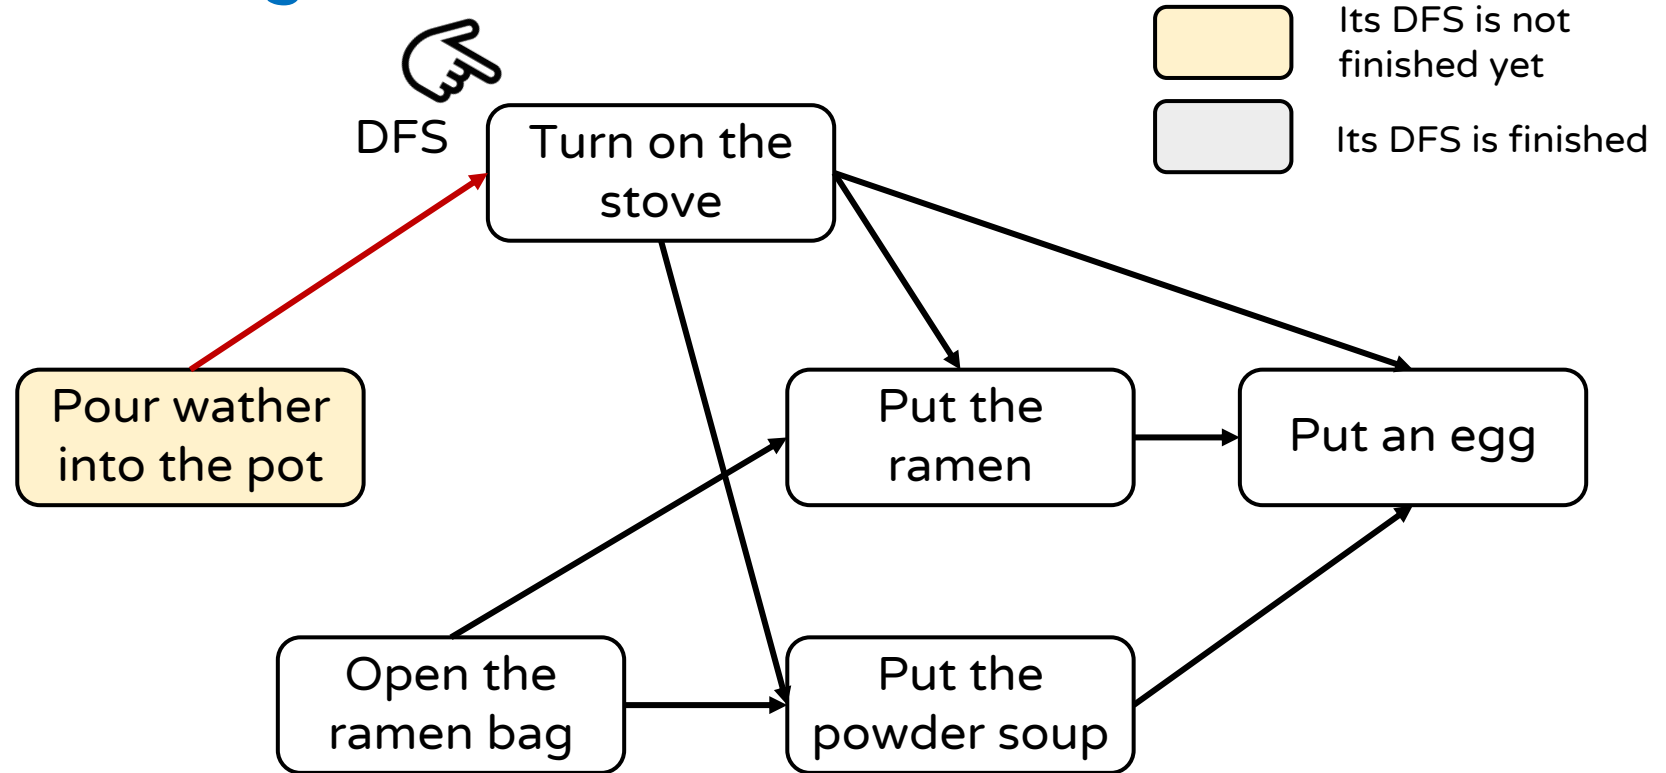 Its DFS is not
finished yet
Its DFS is finished
DFS
Turn on the
stove
Pour wather
into the pot
Put the
ramen
Put an egg
Open the
ramen bag
Put the
powder soup